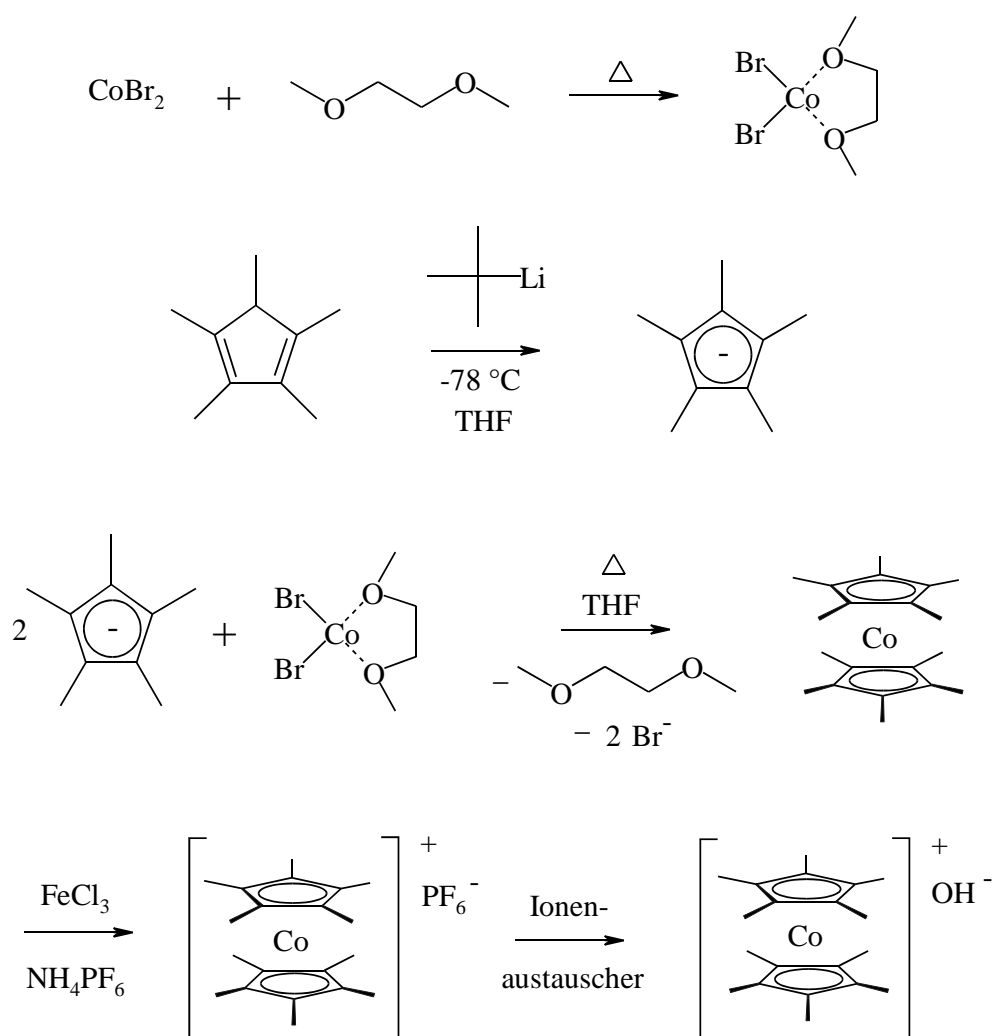 CoBr₂ + O O △ Br Br Co O O
Li
-78 °C
THF
-
2 - + Br Br Co O O △ THF − O O − 2 Br⁻ Co
FeCl₃
NH₄PF₆
Co + PF₆⁻
Ionen-
austauscher
Co + OH⁻